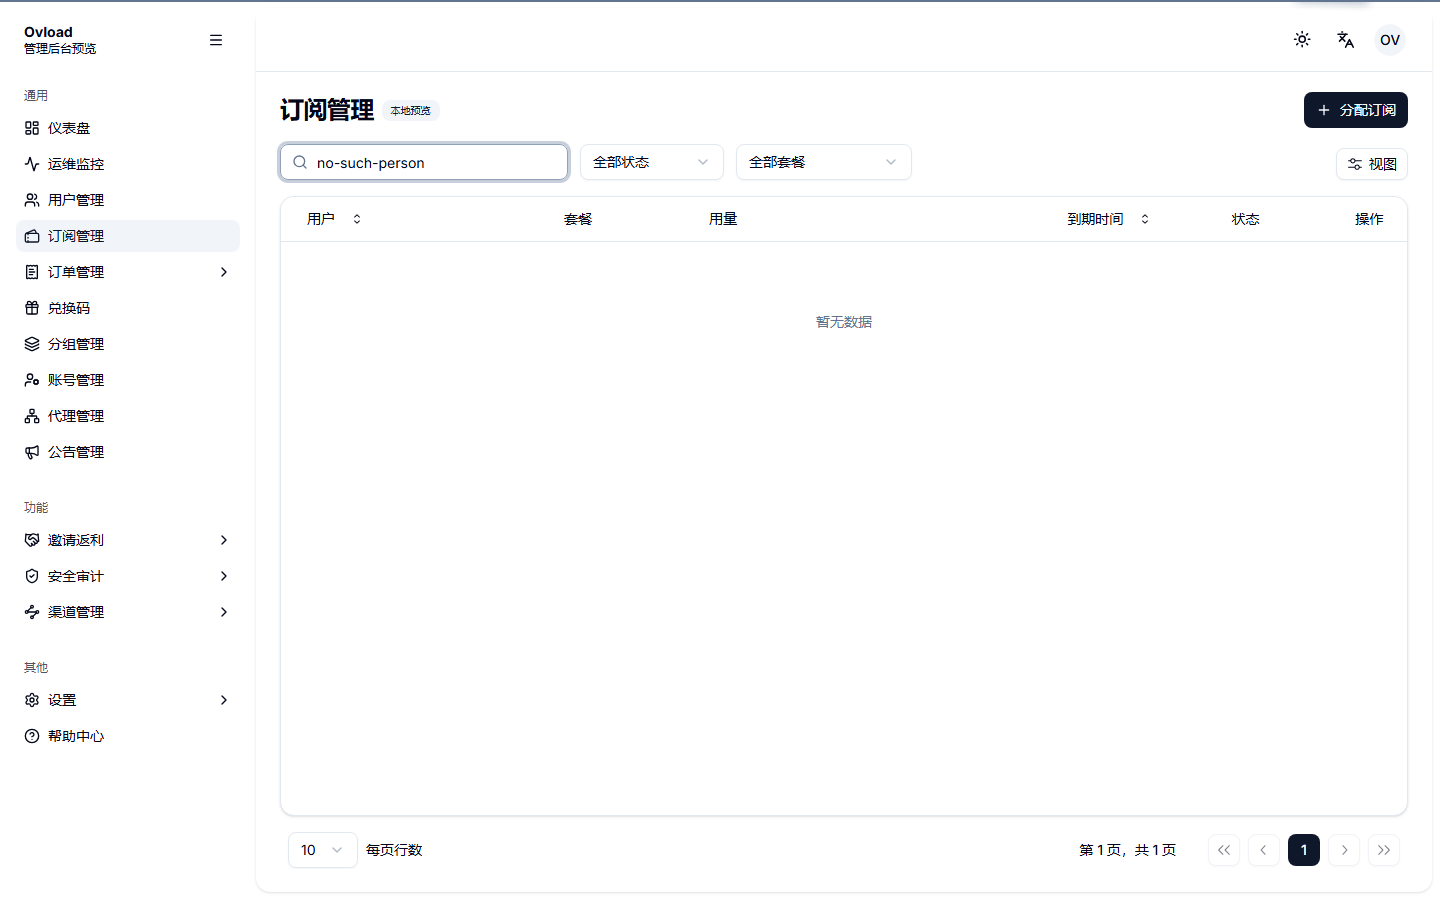 Ovload
管理后台预览
OV
通用
仪表盘
运维监控
用户管理
订阅管理
订单管理
兑换码
分组管理
账号管理
代理管理
公告管理
功能
邀请返利
安全审计
渠道管理
其他
设置
帮助中心
订阅管理 本地预览
分配订阅
no-such-person 全部状态 全部套餐 视图
用户 套餐 用量 到期时间 状态 操作
暂无数据
10 每页行数 第 1 页，共 1 页 1